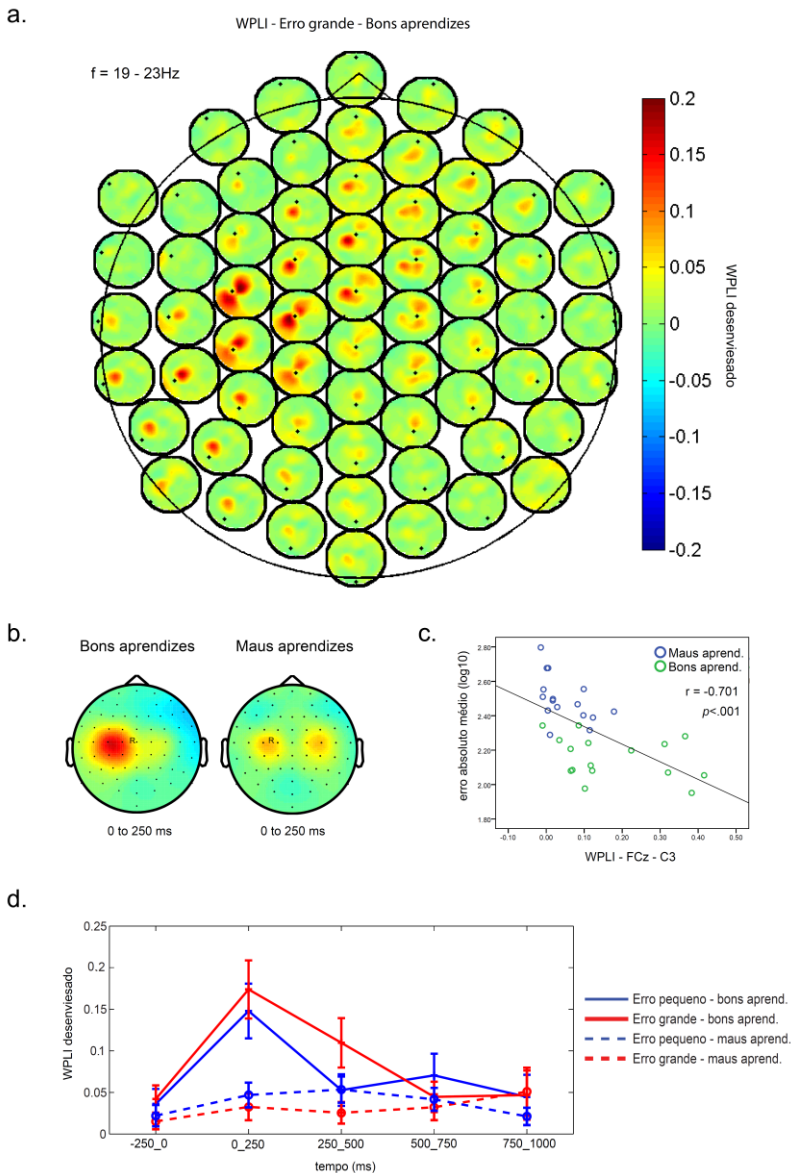 a.
WPLI - Erro grande - Bons aprendizes
f = 19 - 23Hz
0.2
0.15
0.1
0.05
0
-0.05
-0.1
-0.15
-0.2
WPLI desenviesado
b.
Bons aprendizes
Maus aprendizes
R
R
0 to 250 ms
0 to 250 ms
c.
erro absoluto médio (log10)
2.80
2.60
2.40
2.20
2.00
1.80
Maus aprend.
Bons aprend.
r = -0.701
p<.001
-0.10
0.00
0.10
0.20
0.30
0.40
0.50
WPLI - FCz - C3
d.
WPLI desenviesado
0.25
0.2
0.15
0.1
0.05
0
-250_0
0_250
250_500
500_750
750_1000
tempo (ms)
Erro pequeno - bons aprend.
Erro grande - bons aprend.
Erro pequeno - maus aprend.
Erro grande - maus aprend.